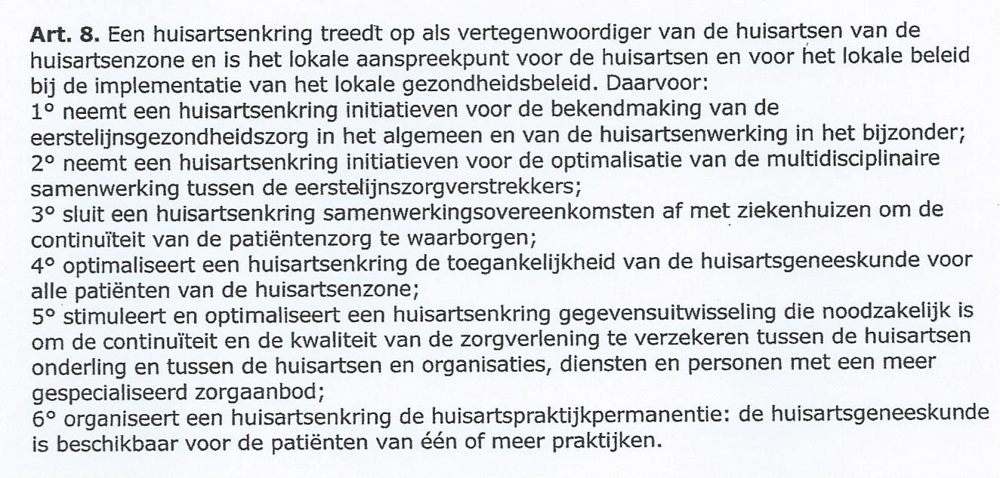 Art. 8. Een huisartsenkring treedt op als vertegenwoordiger van de huisartsen van de
huisartsenzone en is het lokale aanspreekpunt voor de huisartsen en voor het lokale beleid
bij de implementatie van het lokale gezondheidsbeleid. Daarvoor:
1° neemt een huisartsenkring initiatieven voor de bekendmaking van de
eerstelijnsgezondheidszorg in het algemeen en van de huisartsenwerking in het bijzonder;
2° neemt een huisartsenkring initiatieven voor de optimalisatie van de multidisciplinaire
samenwerking tussen de eerstelijnszorgverstrekkers;
3° sluit een huisartsenkring samenwerkingsovereenkomsten af met ziekenhuizen om de
continuïteit van de patiëntenzorg te waarborgen;
4° optimaliseert een huisartsenkring de toegankelijkheid van de huisartsgeneeskunde voor
alle patiënten van de huisartsenzone;
5° stimuleert en optimaliseert een huisartsenkring gegevensuitwisseling die noodzakelijk is
om de continuïteit en de kwaliteit van de zorgverlening te verzekeren tussen de huisartsen
onderling en tussen de huisartsen en organisaties, diensten en personen met een meer
gespecialiseerd zorgaanbod;
6° organiseert een huisartsenkring de huisartspraktijkpermanentie: de huisartsgeneeskunde
is beschikbaar voor de patiënten van één of meer praktijken.